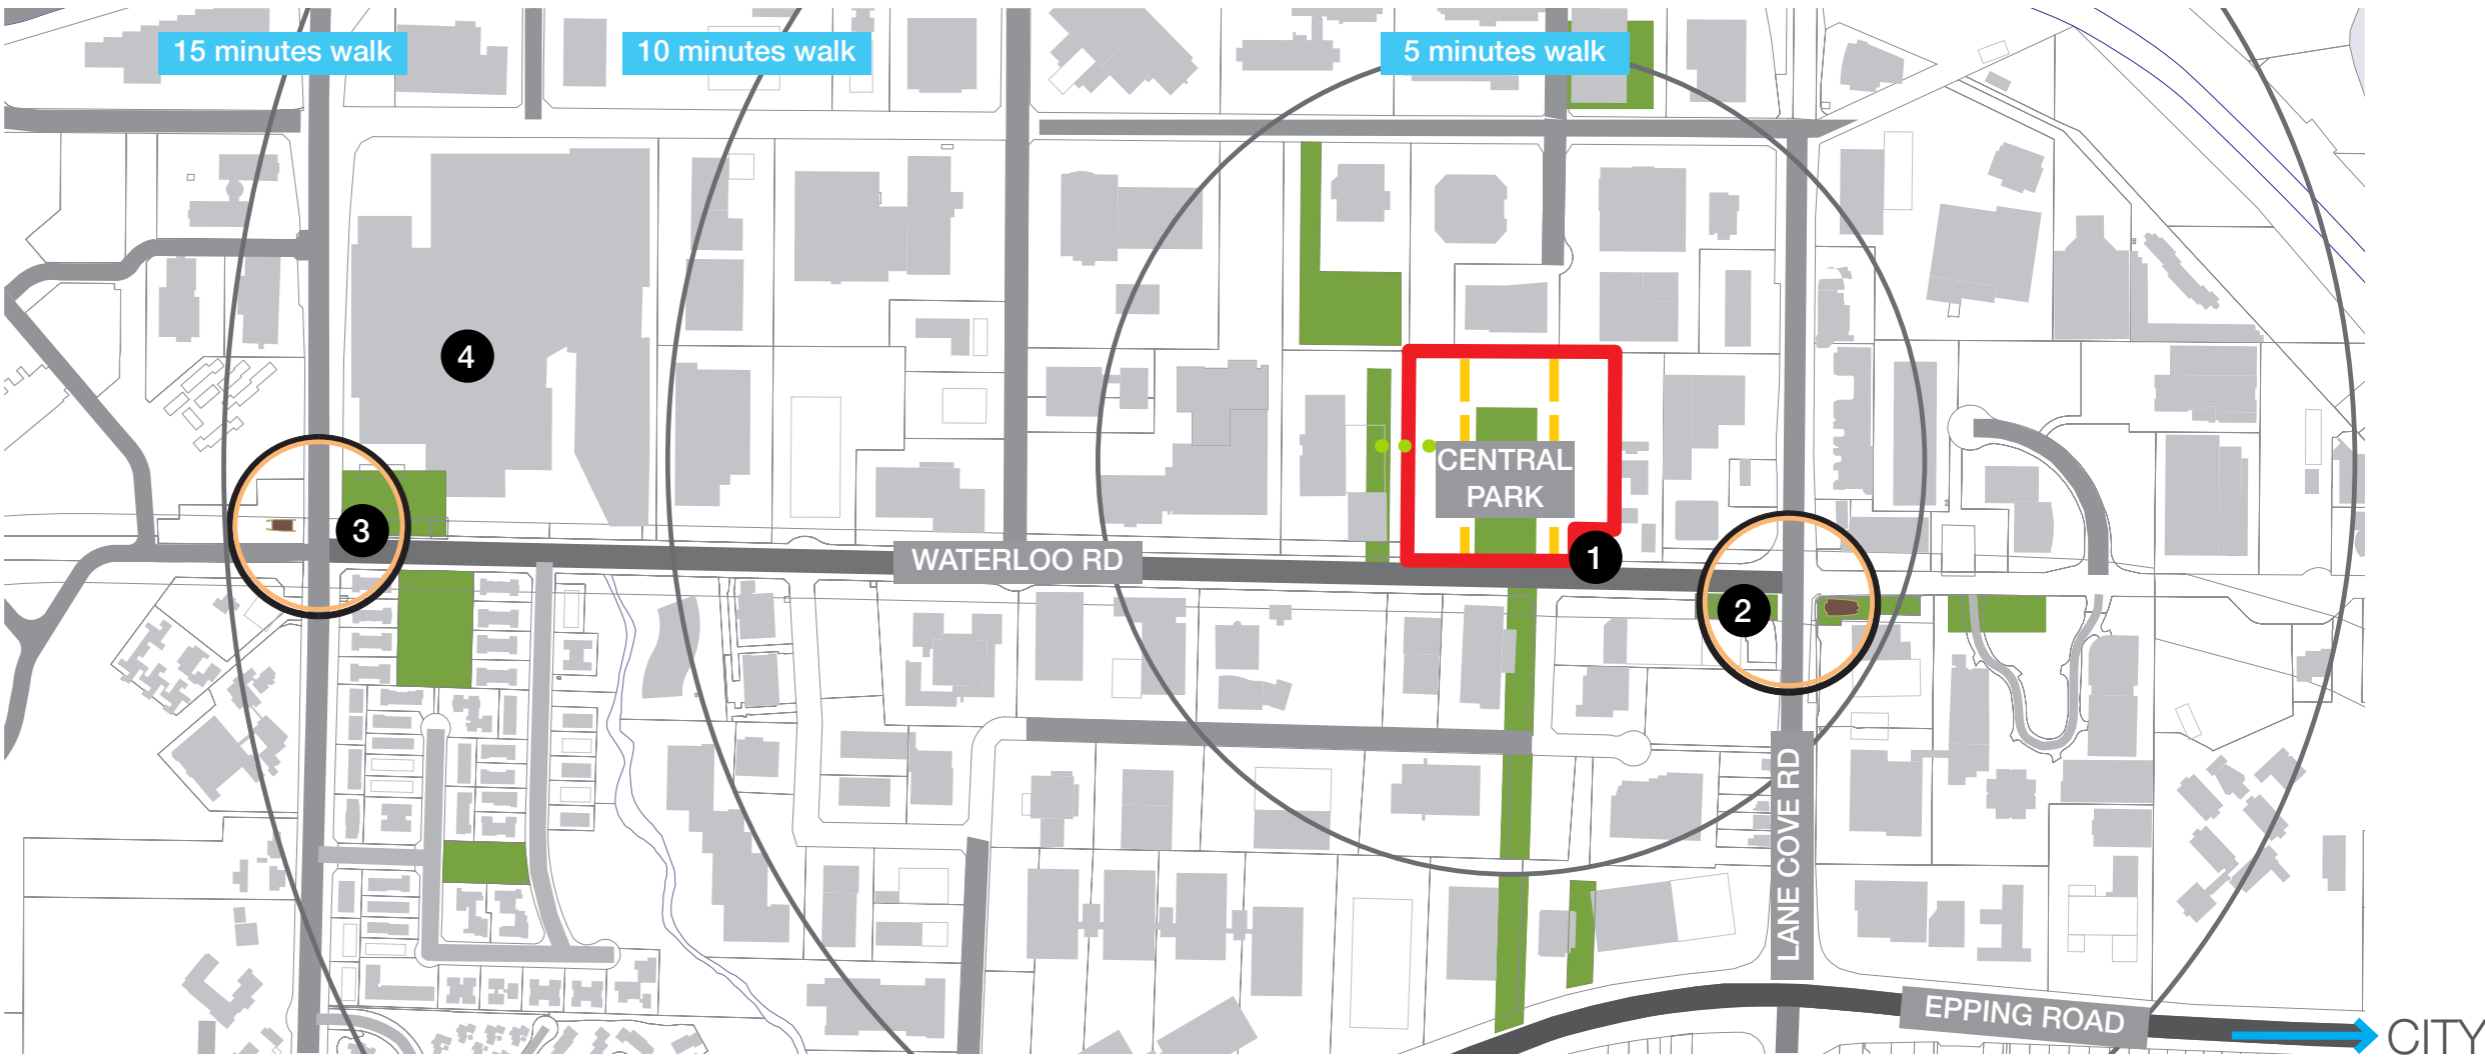 15 minutes walk
10 minutes walk
5 minutes walk
4
CENTRAL
PARK
3
WATERLOO RD
1
2
LANE COVE RD
EPPING ROAD
CITY